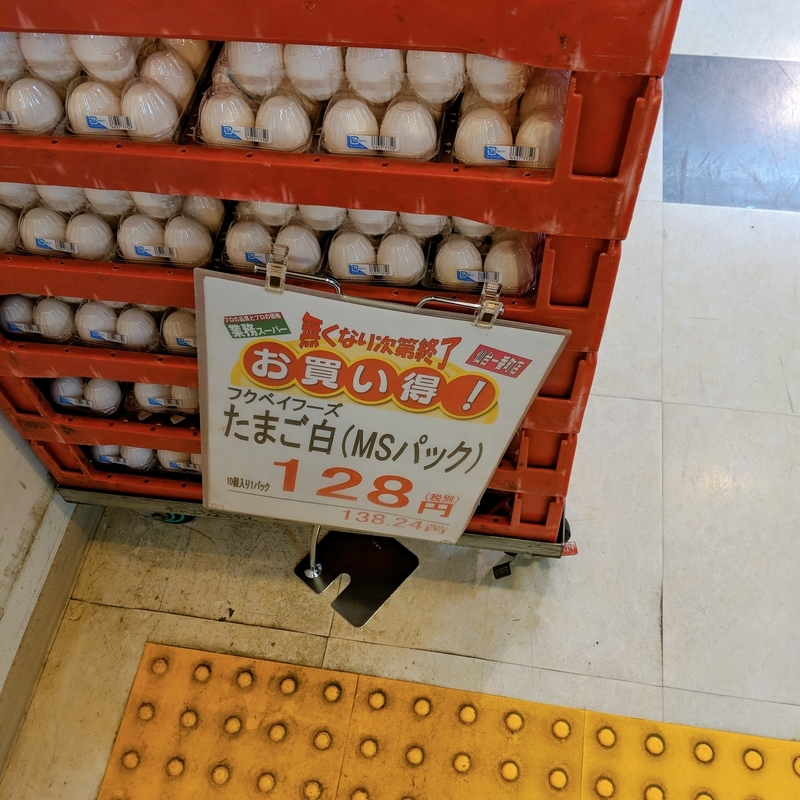 プロの品質とプロの価格
業務スーパー
無くない次第終了
仙台一番町店
お買い得!
フクベイフーズ
たまご白(MSパック)
10個入り1パック
128円
(税別)
138.24円